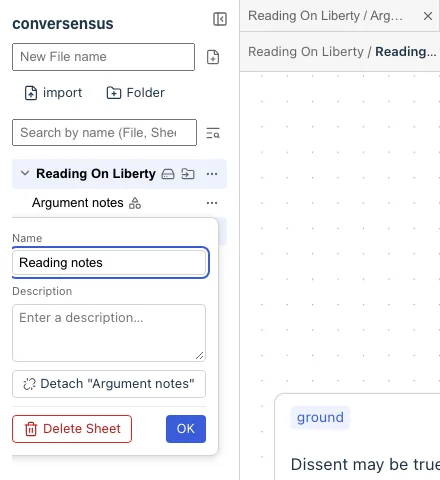 conversensus
New File name
import
Folder
Search by name (File, Shee
Reading On Liberty
Argument notes
Name
Reading notes
Description
Enter a description...
Detach "Argument notes"
Delete Sheet
OK
Reading On Liberty / Arg...
Reading On Liberty / Reading...
ground
Dissent may be true